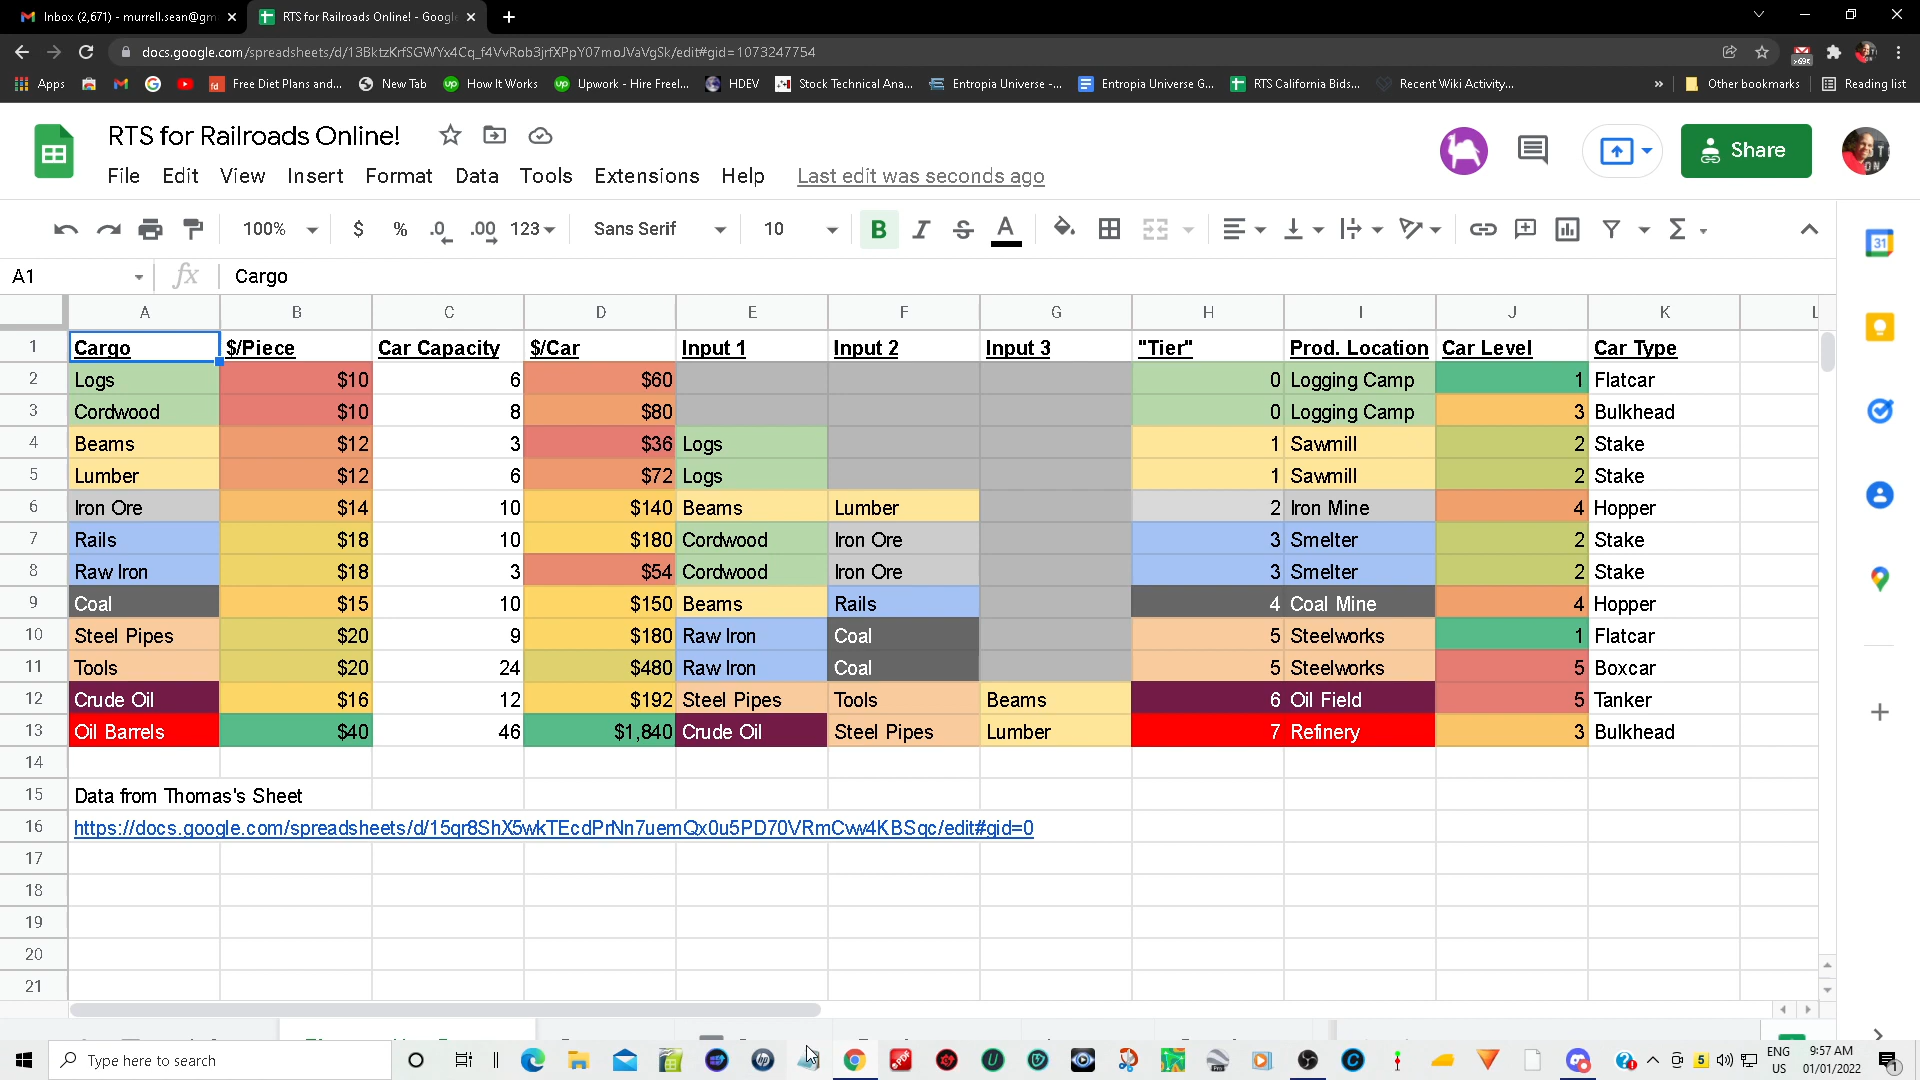 Inbox (2,671) - murrell.sean@gm
RTS for Railroads Online! - Google
docs.google.com/spreadsheets/d/13BktzKrfSGWYx4Cq_f4VvRob3jrfXPpY07moJVaVgSk/edit#gid=1073247754
>69K
Apps Free Diet Plans and... New Tab How It Works Upwork - Hire Freel... HDEV Stock Technical Ana... Entropia Universe -... Entropia Universe G... RTS California Bids... Recent Wiki Activity... » Other bookmarks Reading list
RTS for Railroads Online!
File Edit View Insert Format Data Tools Extensions Help Last edit was seconds ago
Share
100% $ % .0 .00 123 Sans Serif 10 B I S A
A1 fx Cargo
A B C D E F G H I J K L
1 Cargo $/Piece Car Capacity $/Car Input 1 Input 2 Input 3 "Tier" Prod. Location Car Level Car Type
2 Logs $10 6 $60 0 Logging Camp 1 Flatcar
3 Cordwood $10 8 $80 0 Logging Camp 3 Bulkhead
4 Beams $12 3 $36 Logs 1 Sawmill 2 Stake
5 Lumber $12 6 $72 Logs 1 Sawmill 2 Stake
6 Iron Ore $14 10 $140 Beams Lumber 2 Iron Mine 4 Hopper
7 Rails $18 10 $180 Cordwood Iron Ore 3 Smelter 2 Stake
8 Raw Iron $18 3 $54 Cordwood Iron Ore 3 Smelter 2 Stake
9 Coal $15 10 $150 Beams Rails 4 Coal Mine 4 Hopper
10 Steel Pipes $20 9 $180 Raw Iron Coal 5 Steelworks 1 Flatcar
11 Tools $20 24 $480 Raw Iron Coal 5 Steelworks 5 Boxcar
12 Crude Oil $16 12 $192 Steel Pipes Tools Beams 6 Oil Field 5 Tanker
13 Oil Barrels $40 46 $1,840 Crude Oil Steel Pipes Lumber 7 Refinery 3 Bulkhead
14
15 Data from Thomas's Sheet
16 https://docs.google.com/spreadsheets/d/15qr8ShX5wkTEcdPrNn7uemQx0u5PD70VRmCww4KBSqc/edit#gid=0
17
18
19
20
21
31
Type here to search
ENG
US
9:57 AM
01/01/2022